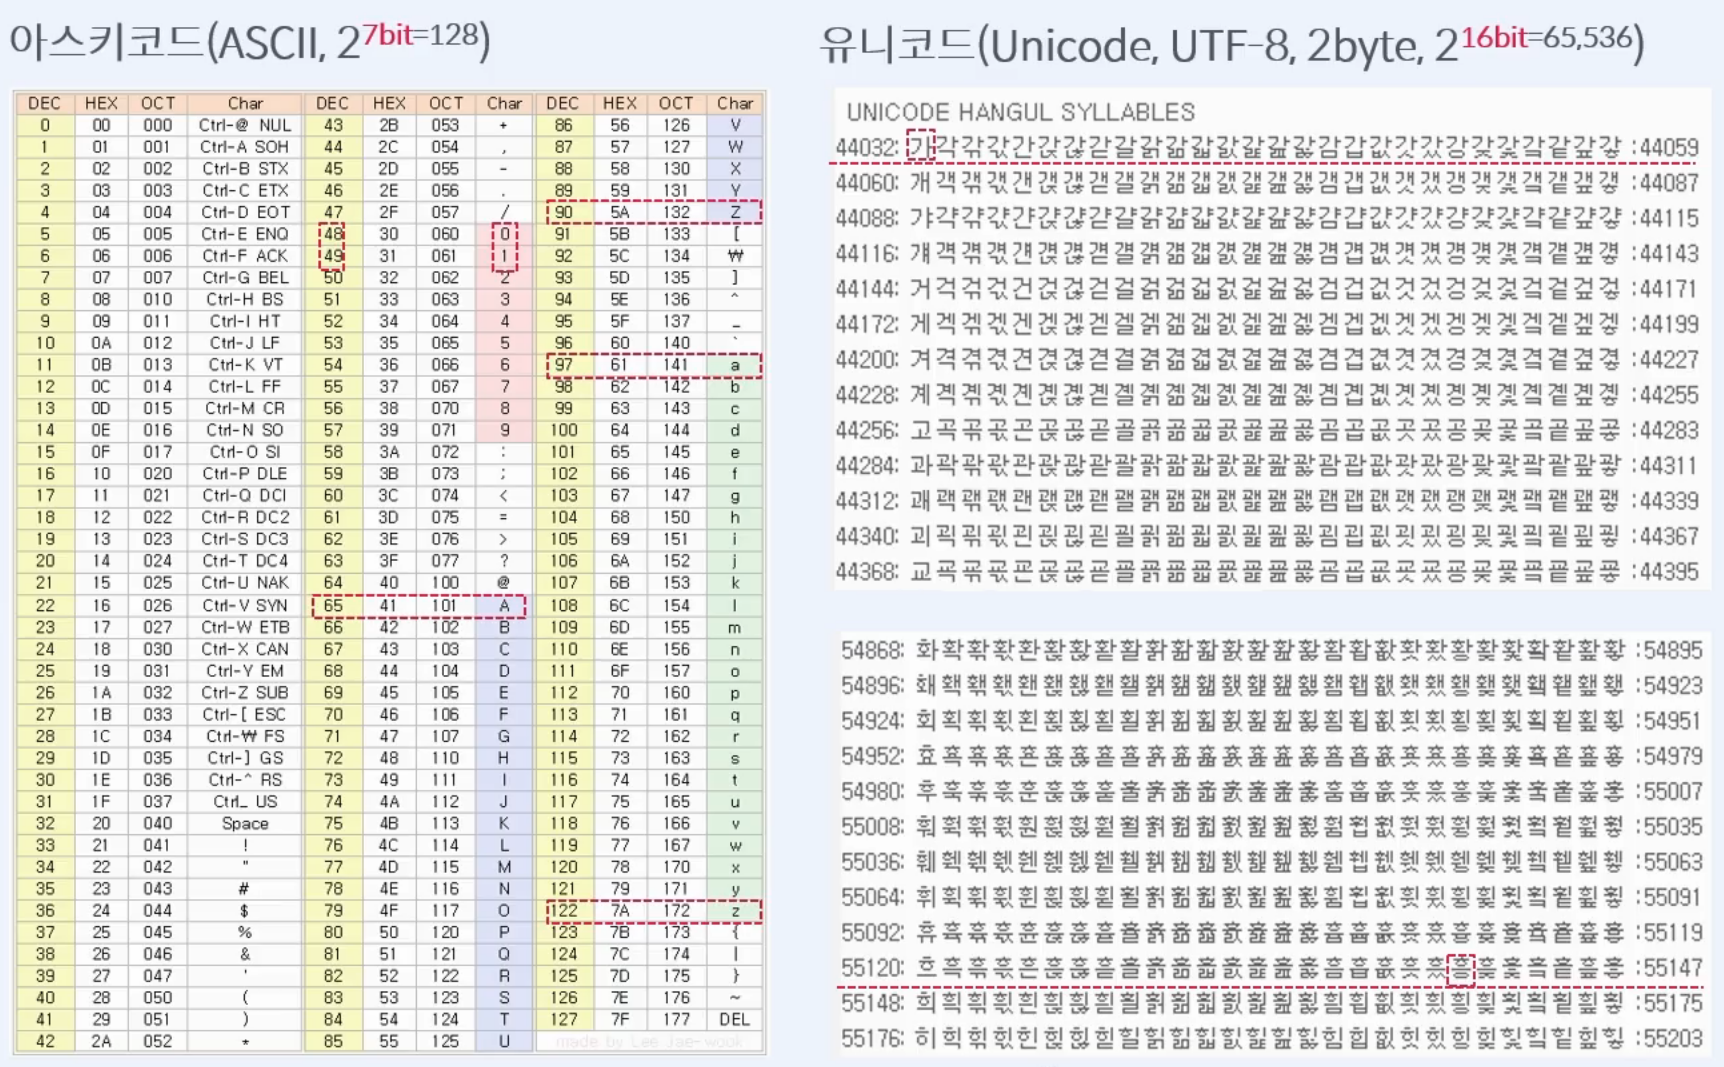 아스키코드(ASCII, 2^7bit=128)
DEC HEX OCT Char DEC HEX OCT Char DEC HEX OCT Char
0 00 000 Ctrl-@ NUL 43 2B 053 + 86 56 126 V
1 01 001 Ctrl-A SOH 44 2C 054 , 87 57 127 W
2 02 002 Ctrl-B STX 45 2D 055 - 88 58 130 X
3 03 003 Ctrl-C ETX 46 2E 056 . 89 59 131 Y
4 04 004 Ctrl-D EOT 47 2F 057 / 90 5A 132 Z
5 05 005 Ctrl-E ENQ 48 30 060 0 91 5B 133 [
6 06 006 Ctrl-F ACK 49 31 061 1 92 5C 134 ₩
7 07 007 Ctrl-G BEL 50 32 062 2 93 5D 135 ]
8 08 010 Ctrl-H BS 51 33 063 3 94 5E 136 ^
9 09 011 Ctrl-I HT 52 34 064 4 95 5F 137 _
10 0A 012 Ctrl-J LF 53 35 065 5 96 60 140 `
11 0B 013 Ctrl-K VT 54 36 066 6 97 61 141 a
12 0C 014 Ctrl-L FF 55 37 067 7 98 62 142 b
13 0D 015 Ctrl-M CR 56 38 070 8 99 63 143 c
14 0E 016 Ctrl-N SO 57 39 071 9 100 64 144 d
15 0F 017 Ctrl-O SI 58 3A 072 : 101 65 145 e
16 10 020 Ctrl-P DLE 59 3B 073 ; 102 66 146 f
17 11 021 Ctrl-Q DCI 60 3C 074 < 103 67 147 g
18 12 022 Ctrl-R DC2 61 3D 075 = 104 68 150 h
19 13 023 Ctrl-S DC3 62 3E 076 > 105 69 151 i
20 14 024 Ctrl-T DC4 63 3F 077 ? 106 6A 152 j
21 15 025 Ctrl-U NAK 64 40 100 @ 107 6B 153 k
22 16 026 Ctrl-V SYN 65 41 101 A 108 6C 154 l
23 17 027 Ctrl-W ETB 66 42 102 B 109 6D 155 m
24 18 030 Ctrl-X CAN 67 43 103 C 110 6E 156 n
25 19 031 Ctrl-Y EM 68 44 104 D 111 6F 157 o
26 1A 032 Ctrl-Z SUB 69 45 105 E 112 70 160 p
27 1B 033 Ctrl-[ ESC 70 46 106 F 113 71 161 q
28 1C 034 Ctrl-₩ FS 71 47 107 G 114 72 162 r
29 1D 035 Ctrl-] GS 72 48 110 H 115 73 163 s
30 1E 036 Ctrl-^ RS 73 49 111 I 116 74 164 t
31 1F 037 Ctrl_ US 74 4A 112 J 117 75 165 u
32 20 040 Space 75 4B 113 K 118 76 166 v
33 21 041 ! 76 4C 114 L 119 77 167 w
34 22 042 " 77 4D 115 M 120 78 170 x
35 23 043 # 78 4E 116 N 121 79 171 y
36 24 044 $ 79 4F 117 O 122 7A 172 z
37 25 045 % 80 50 120 P 123 7B 173 {
38 26 046 & 81 51 121 Q 124 7C 174 |
39 27 047 ' 82 52 122 R 125 7D 175 }
40 28 050 ( 83 53 123 S 126 7E 176 ~
41 29 051 ) 84 54 124 T 127 7F 177 DEL
42 2A 052 * 85 55 125 U made by Lee Jae-wook
유니코드(Unicode, UTF-8, 2byte, 2^16bit=65,536)
UNICODE HANGUL SYLLABLES
44032: 가각갂갃간갅갆갇갈갉갊갋갌갍갎갏감갑값갓갔강갖갗갘같갚갛 :44059
44060: 개객갞갟갠갡갢갣갤갥갦갧갨갩갪갫갬갭갮갯갰갱갲갳갴갵갶갷 :44087
44088: 갸갹갺갻갼갽갾갿걀걁걂걃걄걅걆걇걈걉걊걋걌걍걎걏걐걑걒걓 :44115
44116: 걔걕걖걗걘걙걚걛걜걝걞걟걠걡걢걣걤걥걦걧걨걩걪걫걬걭걮걯 :44143
44144: 거걱걲걳건걵걶걷걸걹걺걻걼걽걾걿검겁겂것겄겅겆겇겈겉겊겋 :44171
44172: 게겍겎겏겐겑겒겓겔겕겖겗겘겙겚겛겜겝겞겟겠겡겢겣겤겥겦겧 :44199
44200: 겨격겪겫견겭겮겯결겱겲겳겴겵겶겷겸겹겺겻겼경겾겿곀곁곂곃 :44227
44228: 계곅곆곇곈곉곊곋곌곍곎곏곐곑곒곓곔곕곖곗곘곙곚곛곜곝곞곟 :44255
44256: 고곡곢곣곤곥곦곧골곩곪곫곬곭곮곯곰곱곲곳곴공곶곷곸곹곺곻 :44283
44284: 과곽곾곿관괁괂괃괄괅괆괇괈괉괊괋괌괍괎괏괐광괒괓괔괕괖괗 :44311
44312: 괘괙괚괛괜괝괞괟괠괡괢괣괤괥괦괧괨괩괪괫괬괭괮괯괰괱괲괳 :44339
44340: 괴괵괶괷괸괹괺괻괼괽괾괿굀굁굂굃굄굅굆굇굈굉굊굋굌굍굎굏 :44367
44368: 교굑굒굓굔굕굖굗굘굙굚굛굜굝굞굟굠굡굢굣굤굥굦굧굨굩굪굫 :44395
54868: 화확홖홗환홙홚홛활홝홞홟홠홡홢홣홤홥홦홧홨황홪홫홬홭홮홯 :54895
54896: 홰홱홲홳홴홵홶홷홸홹홺홻홼홽홾홿횀횁횂횃횄횅횆횇횈횉횊횋 :54923
54924: 회획횎횏횐횑횒횓횔횕횖횗횘횙횚횛횜횝횞횟횠횡횢횣횤횥횦횧 :54951
54952: 효횩횪횫횬횭횮횯횰횱횲횳횴횵횶횷횸횹횺횻횼횽횾횿훀훁훂훃 :54979
54980: 후훅훆훇훈훉훊훋훌훍훎훏훐훑훒훓훔훕훖훗훘훙훚훛훜훝훞훟 :55007
55008: 훠훡훢훣훤훥훦훧훨훩훪훫훬훭훮훯훰훱훲훳훴훵훶훷훸훹훺훻 :55035
55036: 훼훽훾훿휀휁휂휃휄휅휆휇휈휉휊휋휌휍휎휏휐휑휒휓휔휕휖휗 :55063
55064: 휘휙휚휛휜휝휞휟휠휡휢휣휤휥휦휧휨휩휪휫휬휭휮휯휰휱휲휳 :55091
55092: 휴휵휶휷휸휹휺휻휼휽휾휿흀흁흂흃흄흅흆흇흈흉흊흋흌흍흎흏 :55119
55120: 흐흑흒흓흔흕흖흗흘흙흚흛흜흝흞흟흠흡흢흣흤흥흦흧흨흩흪흫 :55147
55148: 희흭흮흯흰흱흲흳흴흵흶흷흸흹흺흻흼흽흾흿힀힁힂힃힄힅힆힇 :55175
55176: 히힉힊힋힌힍힎힏힐힑힒힓힔힕힖힗힘힙힚힛힜힝힞힟힠힡힢힣 :55203